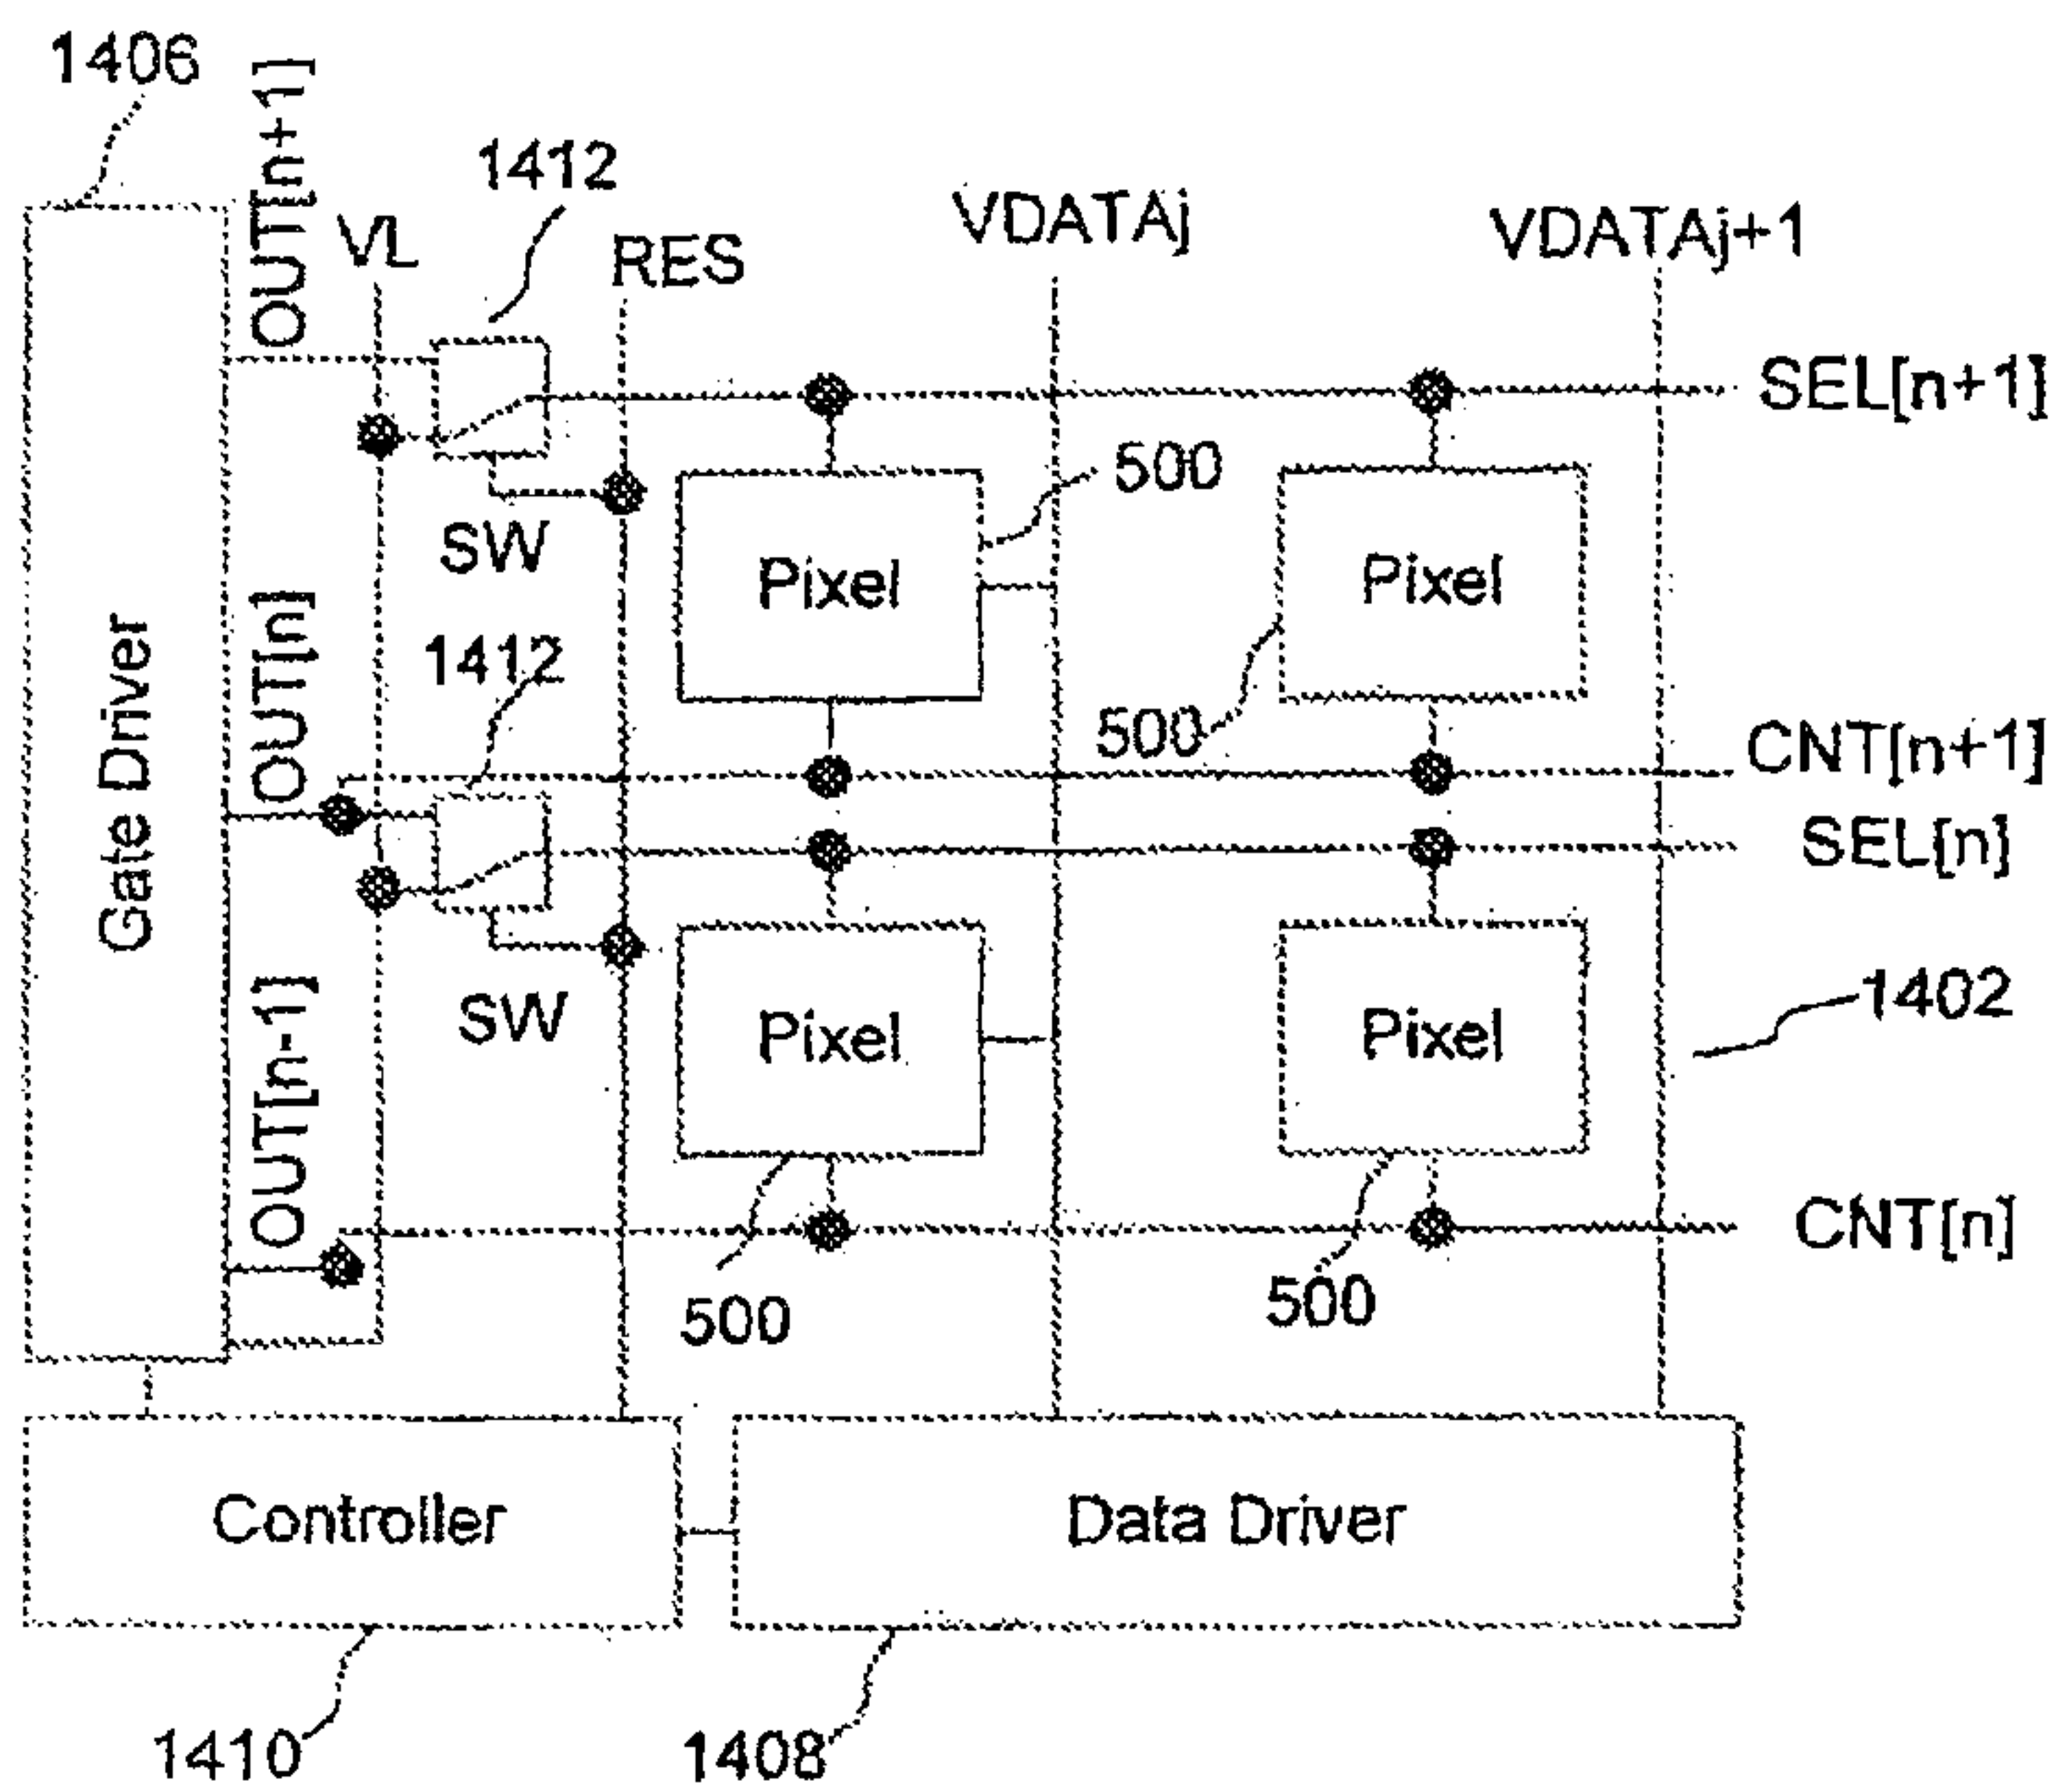 1406
OUT[n+1]
VL
1412
RES
VDATAj
VDATAj+1
SEL[n+1]
500
SW
Pixel
Pixel
OUT[n]
1412
500
CNT[n+1]
Gate Driver
SEL[n]
OUT[n-1]
SW
Pixel
Pixel
1402
CNT[n]
500
500
Controller
Data Driver
1410
1408